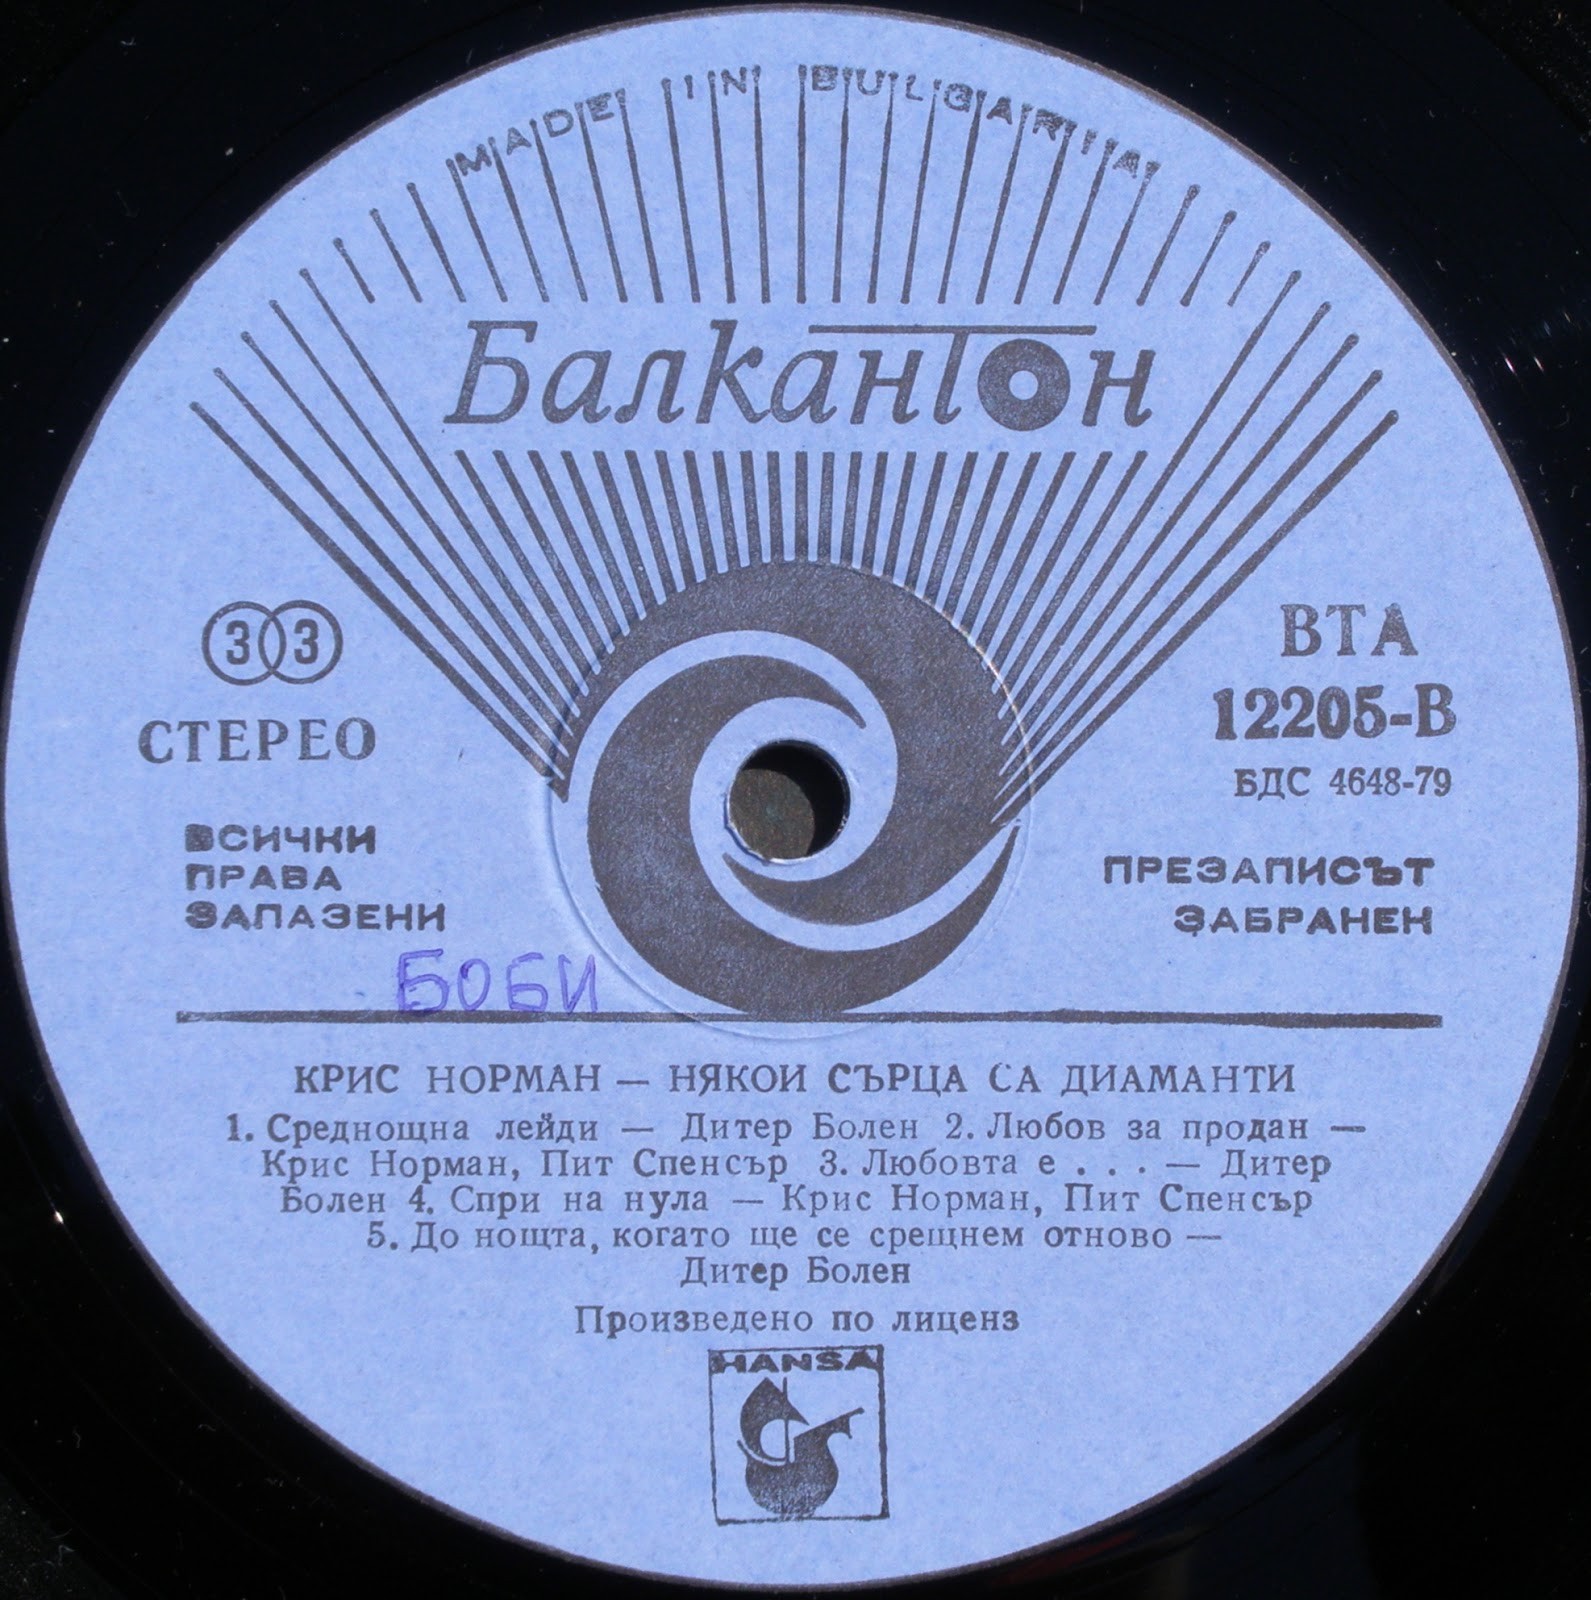 MADE IN BULGARIA
Балкантон
33
СТЕРЕО
ВСИЧКИ
ПРАВА
ЗАПАЗЕНИ
ВТА
12205-В
БДС 4648-79
ПРЕЗАПИСЪТ
ЗАБРАНЕН
БОБИ
КРИС НОРМАН — НЯКОИ СЪРЦА СА ДИАМАНТИ
1. Среднощна лейди — Дитер Болен 2. Любов за продан —
Крис Норман, Пит Спенсър 3. Любовта е . . . — Дитер
Болен 4. Спри на нула — Крис Норман, Пит Спенсър
5. До нощта, когато ще се срещнем отново —
Дитер Болен
Произведено по лиценз
HANSA